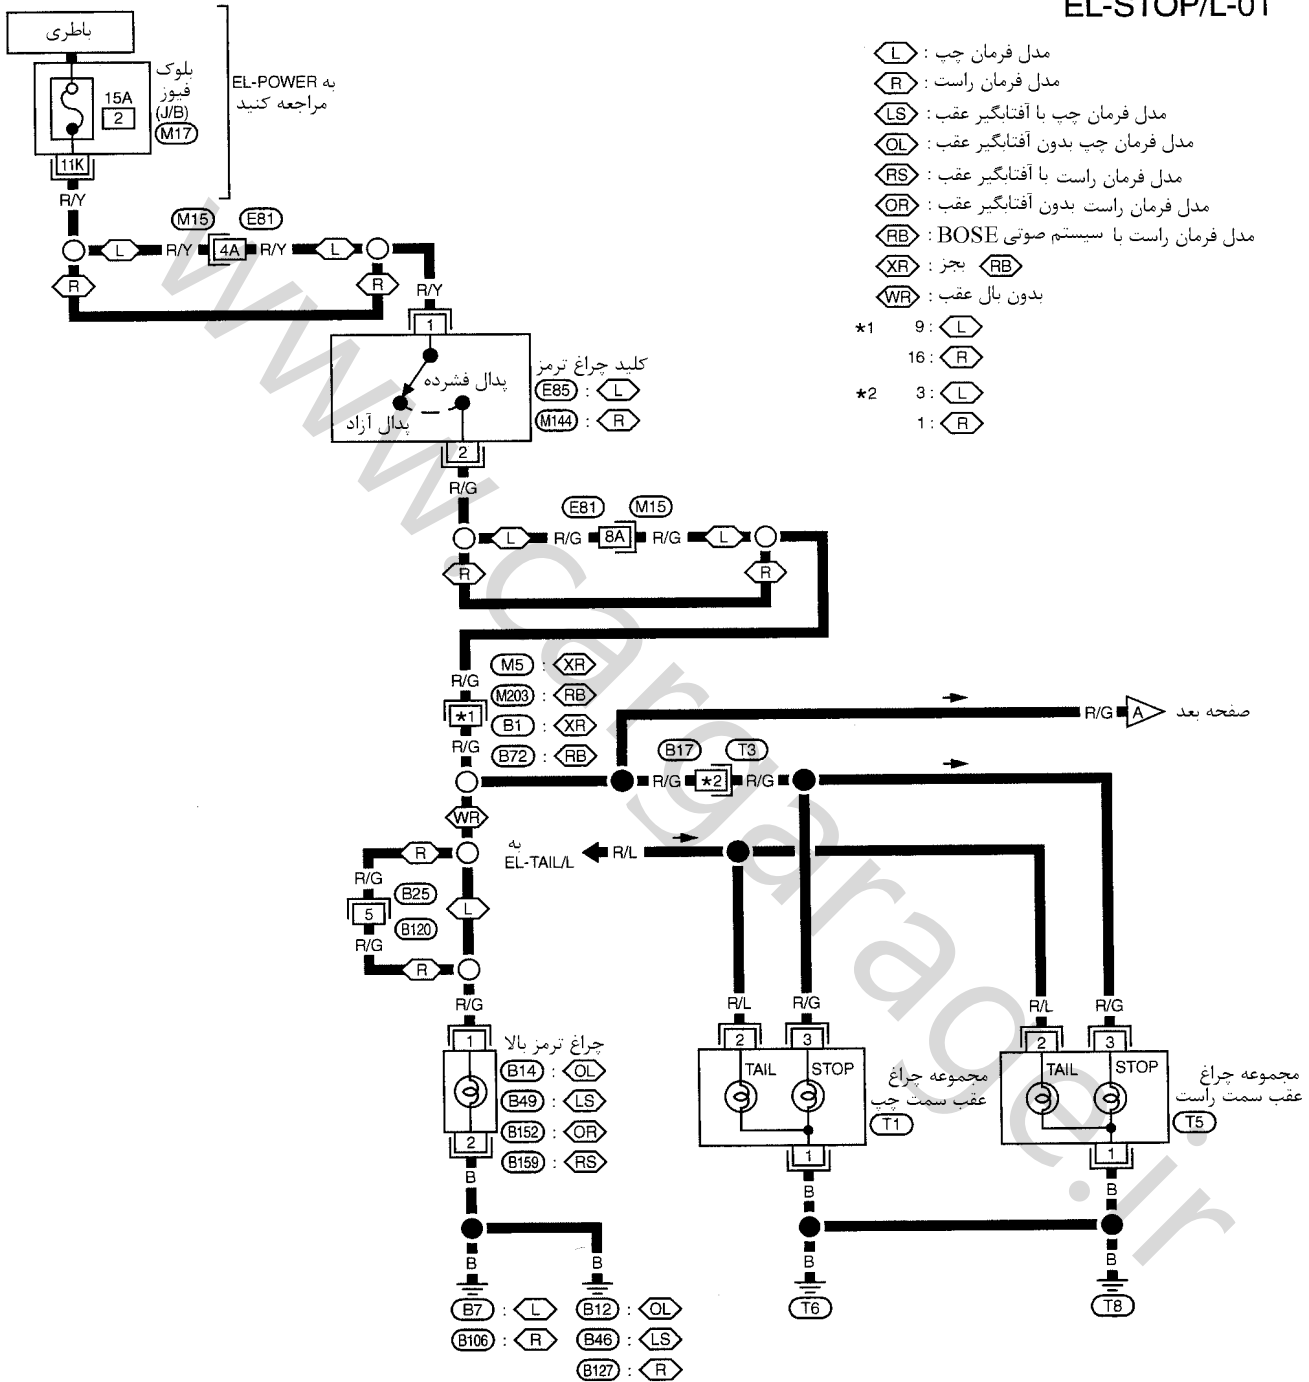 EL-STOP/L-01
باطری
بلوک
فیوز
(J/B)
M17
15A
2
11K
به EL-POWER
مراجعه کنید
مدل فرمان چپ : L
مدل فرمان راست : R
مدل فرمان چپ با آفتابگیر عقب : LS
مدل فرمان چپ بدون آفتابگیر عقب : OL
مدل فرمان راست با آفتابگیر عقب : RS
مدل فرمان راست بدون آفتابگیر عقب : OR
مدل فرمان راست با سیستم صوتی BOSE : RB
XR : بجز RB
بدون بال عقب : WR
*1 9 : L
16 : R
*2 3 : L
1 : R
R/Y
M15 E81
L R/Y 4A R/Y L
R R
R/Y
1
کلید چراغ ترمز
E85 : L
M144 : R
پدال فشرده
پدال آزاد
2
R/G
E81 M15
L R/G 8A R/G L
R R
M5 : XR
R/G
M203 : RB
*1
B1 : XR
R/G
B72 : RB
R/G A صفحه بعد
B17 T3
R/G *2 R/G
WR
به
EL-TAIL/L
R/L
R
R/G
B25
5
L
B120
R/G
R
R/G
1
چراغ ترمز بالا
B14 : OL
B49 : LS
B152 : OR
B159 : RS
2
B
B B
B7 : L
B106 : R
B12 : OL
B46 : LS
B127 : R
R/L R/G
2 3
TAIL STOP
مجموعه چراغ
عقب سمت چپ
T1
1
B
B
T6
R/L R/G
2 3
TAIL STOP
مجموعه چراغ
عقب سمت راست
T5
1
B
B
T8
www.cargarage.ir